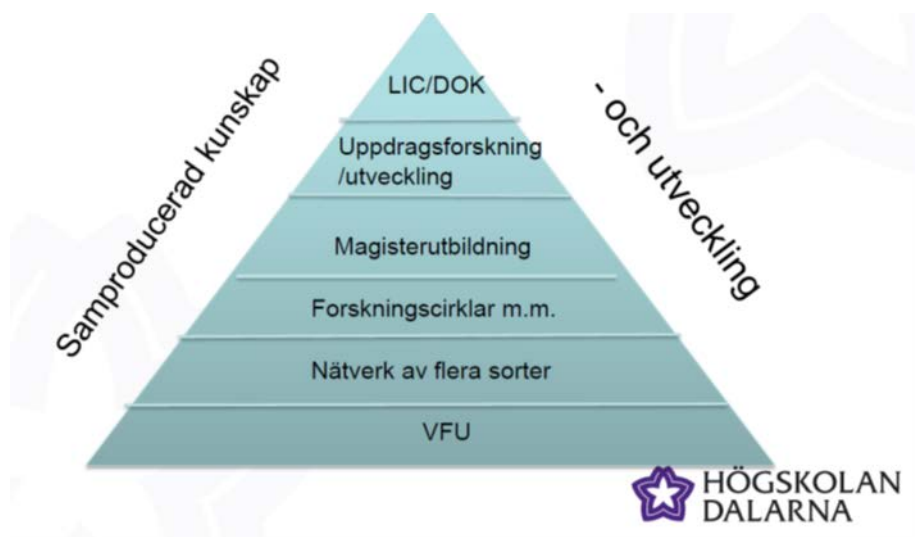 Samproducerad kunskap
- och utveckling
LIC/DOK
Uppdragsforskning
/utveckling
Magisterutbildning
Forskningscirklar m.m.
Nätverk av flera sorter
VFU
HÖGSKOLAN
DALARNA